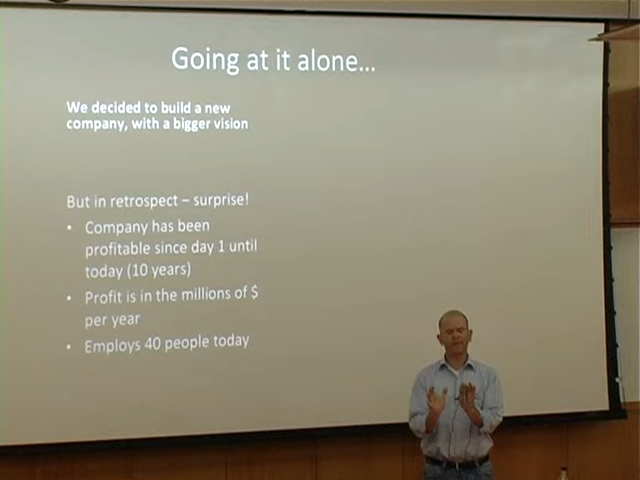 Going at it alone...
We decided to build a new
company, with a bigger vision
But in retrospect – surprise!
• Company has been
profitable since day 1 until
today (10 years)
• Profit is in the millions of $
per year
• Employs 40 people today